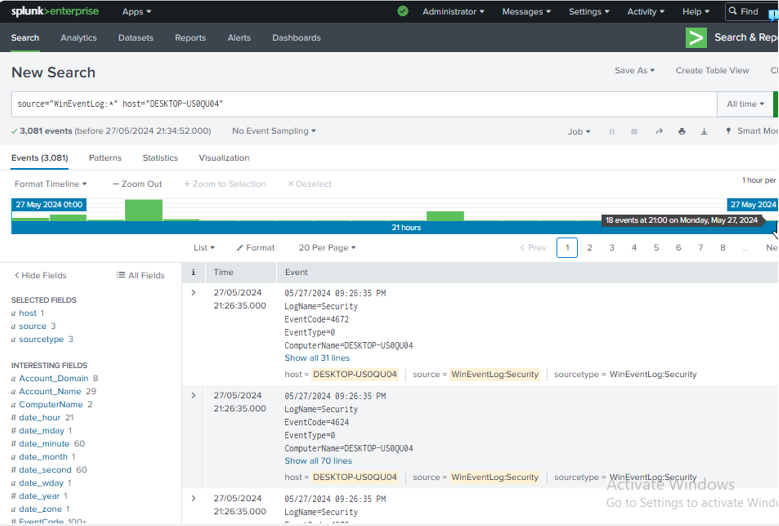 splunk>enterprise Apps Administrator Messages Settings Activity Help Find
Search Analytics Datasets Reports Alerts Dashboards Search & Repo
New Search Save As Create Table View Cl
source="WinEventLog:*" host="DESKTOP-US0QU04" All time
3,081 events (before 27/05/2024 21:34:52.000) No Event Sampling Job Smart Mod
Events (3,081) Patterns Statistics Visualization
Format Timeline — Zoom Out + Zoom to Selection × Deselect 1 hour per
27 May 2024 01:00 27 May 2024
18 events at 21:00 on Monday, May 27, 2024
21 hours
List Format 20 Per Page < Prev 1 2 3 4 5 6 7 8 ... Ne
< Hide Fields All Fields
i Time Event
SELECTED FIELDS
a host 1
a source 3
a sourcetype 3
INTERESTING FIELDS
a Account_Domain 8
a Account_Name 29
a ComputerName 2
# date_hour 21
# date_mday 1
# date_minute 60
a date_month 1
# date_second 60
a date_wday 1
# date_year 1
a date_zone 1
# EventCode 100+
> 27/05/2024 21:26:35.000
05/27/2024 09:26:35 PM
LogName=Security
EventCode=4672
EventType=0
ComputerName=DESKTOP-US0QU04
Show all 31 lines
host = DESKTOP-US0QU04 source = WinEventLog:Security sourcetype = WinEventLog:Security
> 27/05/2024 21:26:35.000
05/27/2024 09:26:35 PM
LogName=Security
EventCode=4624
EventType=0
ComputerName=DESKTOP-US0QU04
Show all 70 lines
host = DESKTOP-US0QU04 source = WinEventLog:Security sourcetype = WinEventLog:Security
> 27/05/2024 21:26:35.000
05/27/2024 09:26:35 PM
LogName=Security
Activate Windows
Go to Settings to activate Wind